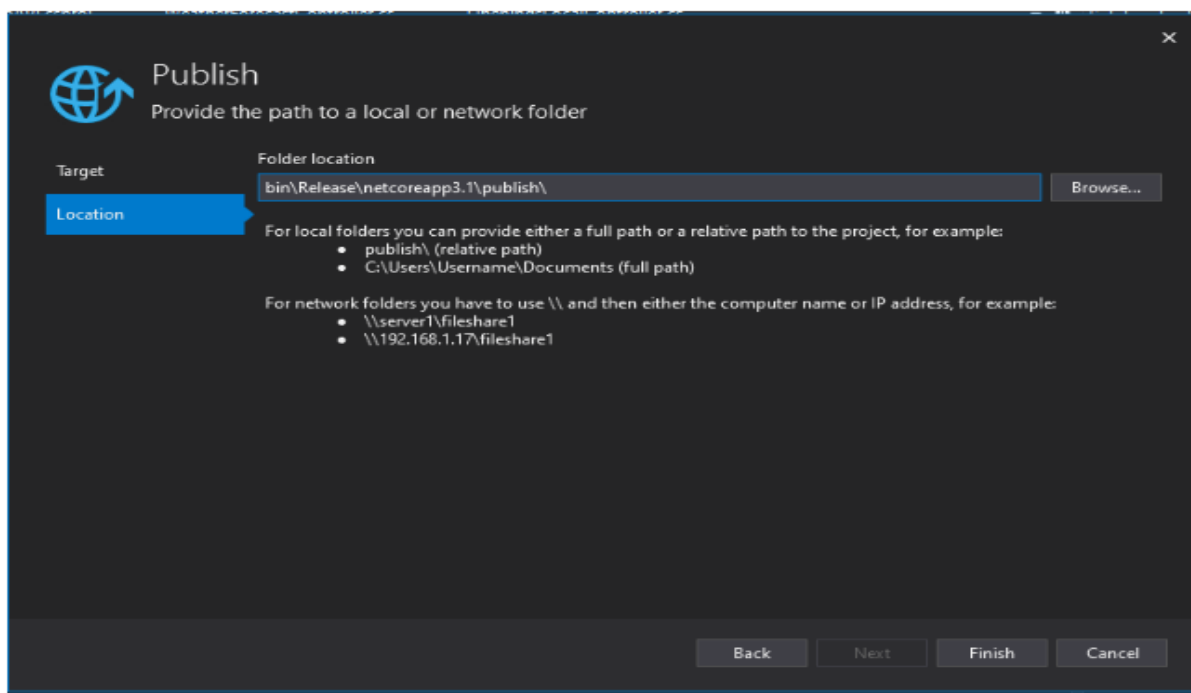 Publish
Provide the path to a local or network folder
Target
Location
Folder location
bin\Release\netcoreapp3.1\publish\
Browse...
For local folders you can provide either a full path or a relative path to the project, for example:
• publish\ (relative path)
• C:\Users\Username\Documents (full path)
For network folders you have to use \\ and then either the computer name or IP address, for example:
• \\server1\fileshare1
• \\192.168.1.17\fileshare1
Back
Next
Finish
Cancel